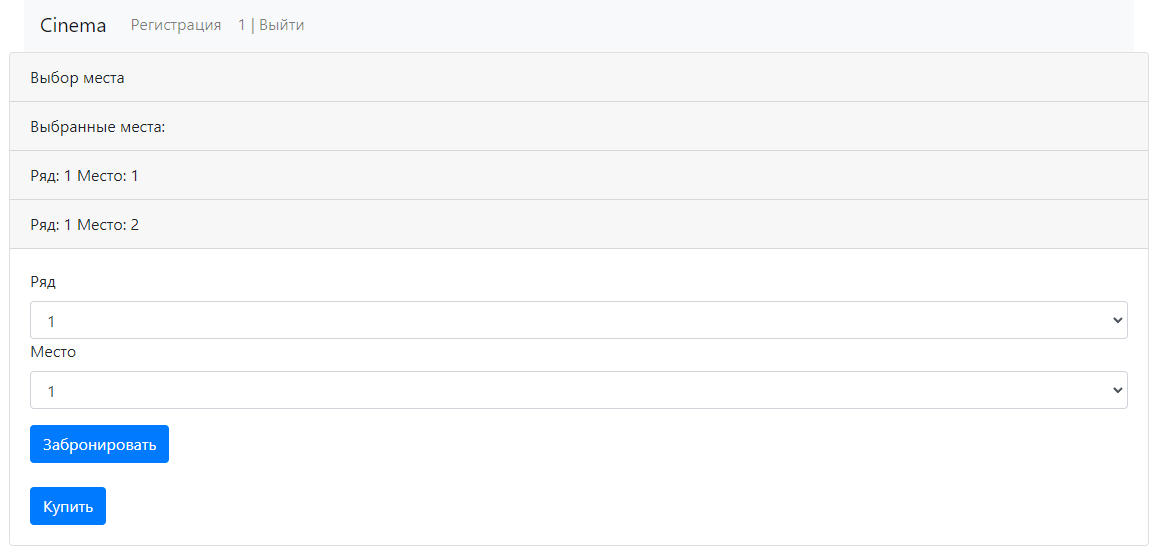 Cinema Регистрация 1 | Выйти
Выбор места
Выбранные места:
Ряд: 1 Место: 1
Ряд: 1 Место: 2
Ряд
1
Место
1
Забронировать
Купить